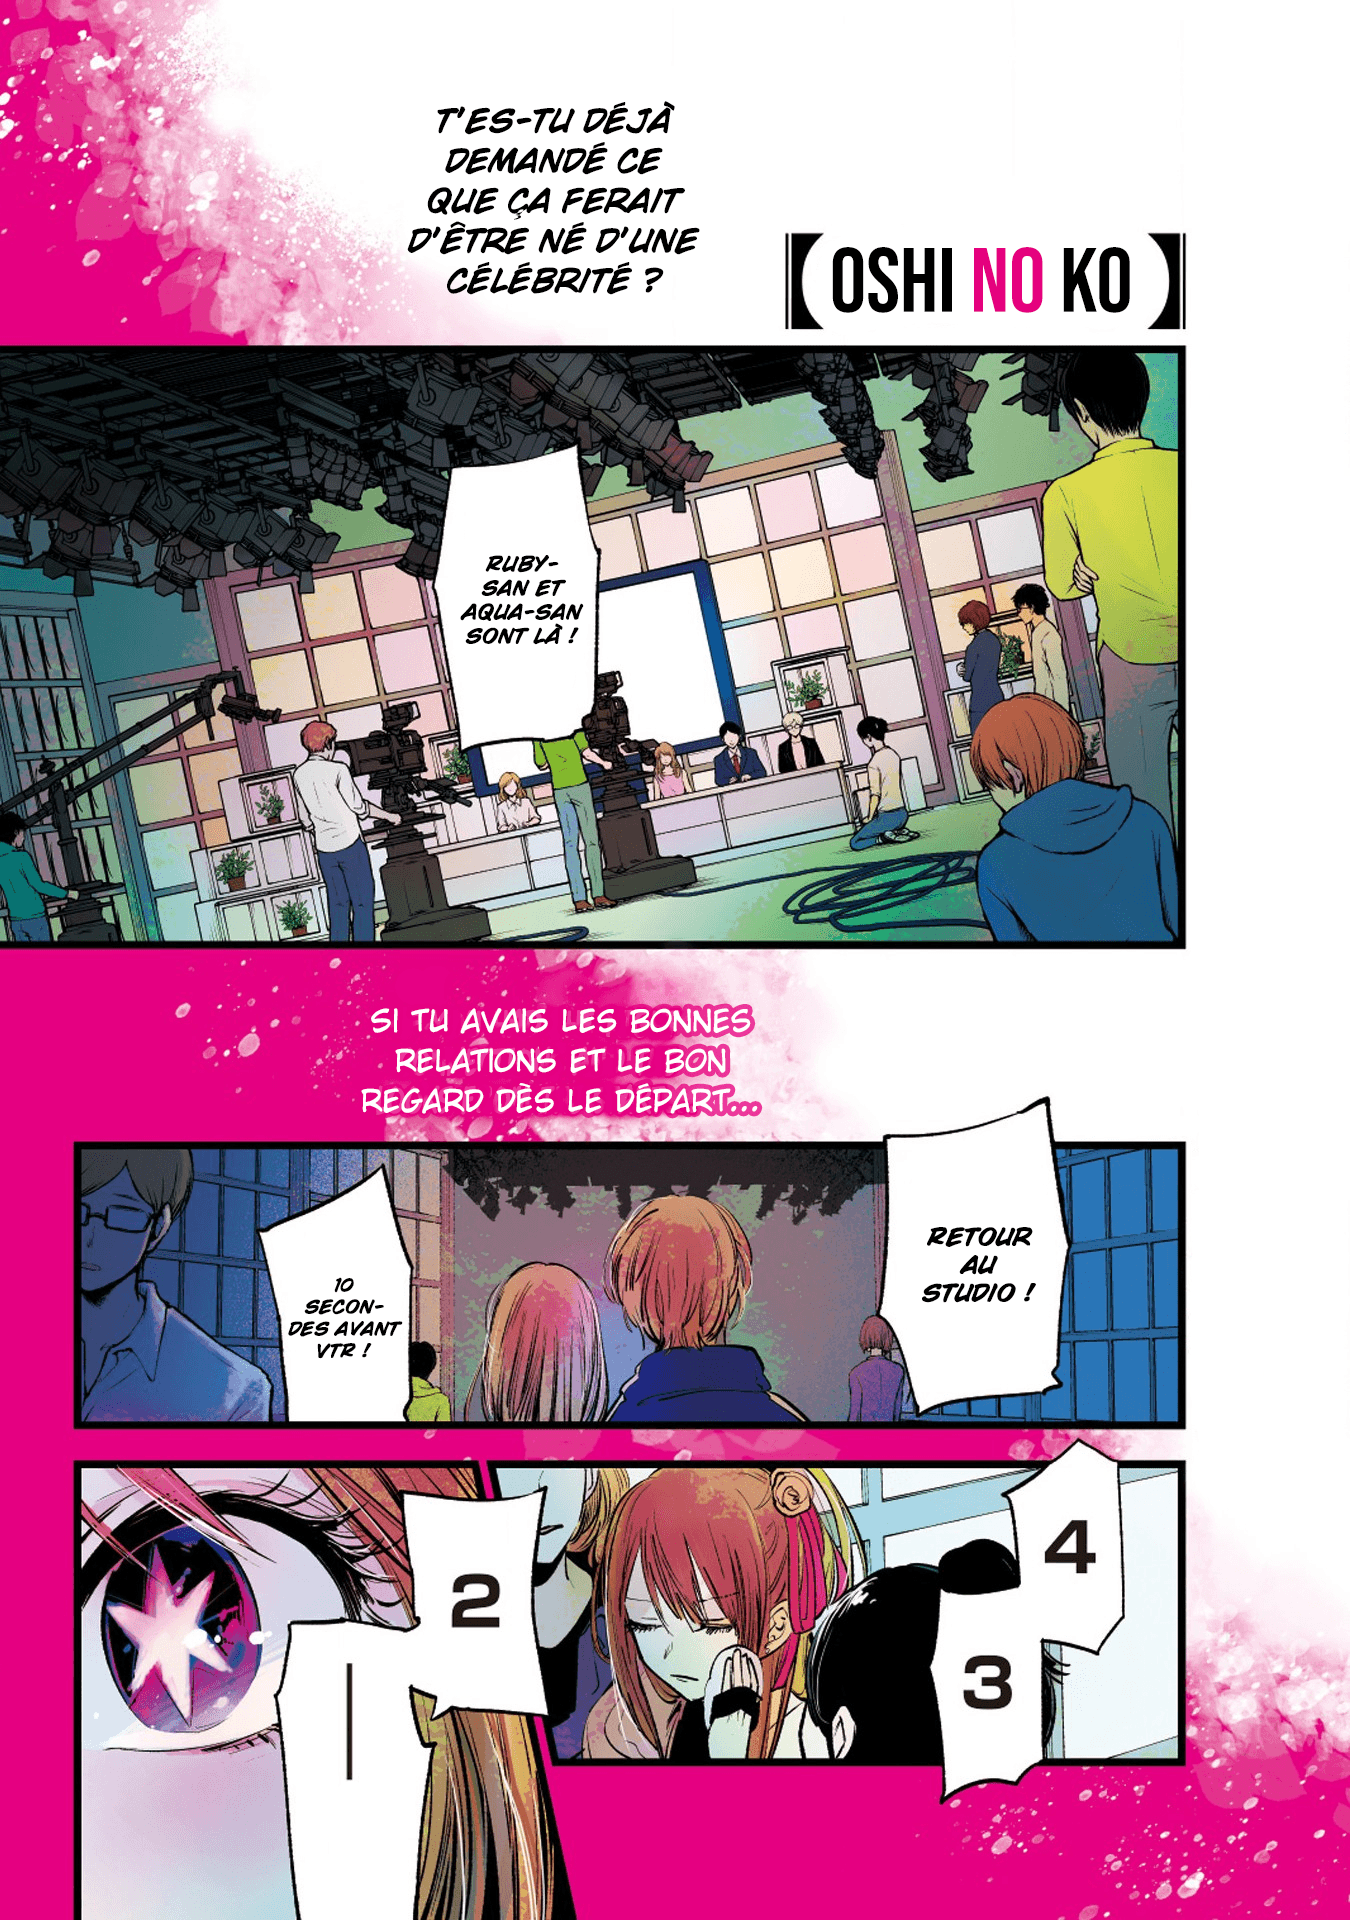 T'ES-TU DÉJÀ
DEMANDÉ CE
QUE ÇA FERAIT
D'ÊTRE NÉ D'UNE
CÉLÉBRITÉ ?
【OSHI NO KO】
RUBY-
SAN ET
AQUA-SAN
SONT LÀ !
SI TU AVAIS LES BONNES
RELATIONS ET LE BON
REGARD DÈS LE DÉPART...
RETOUR
AU
STUDIO !
10
SECON-
DES AVANT
VTR !
4
3
2